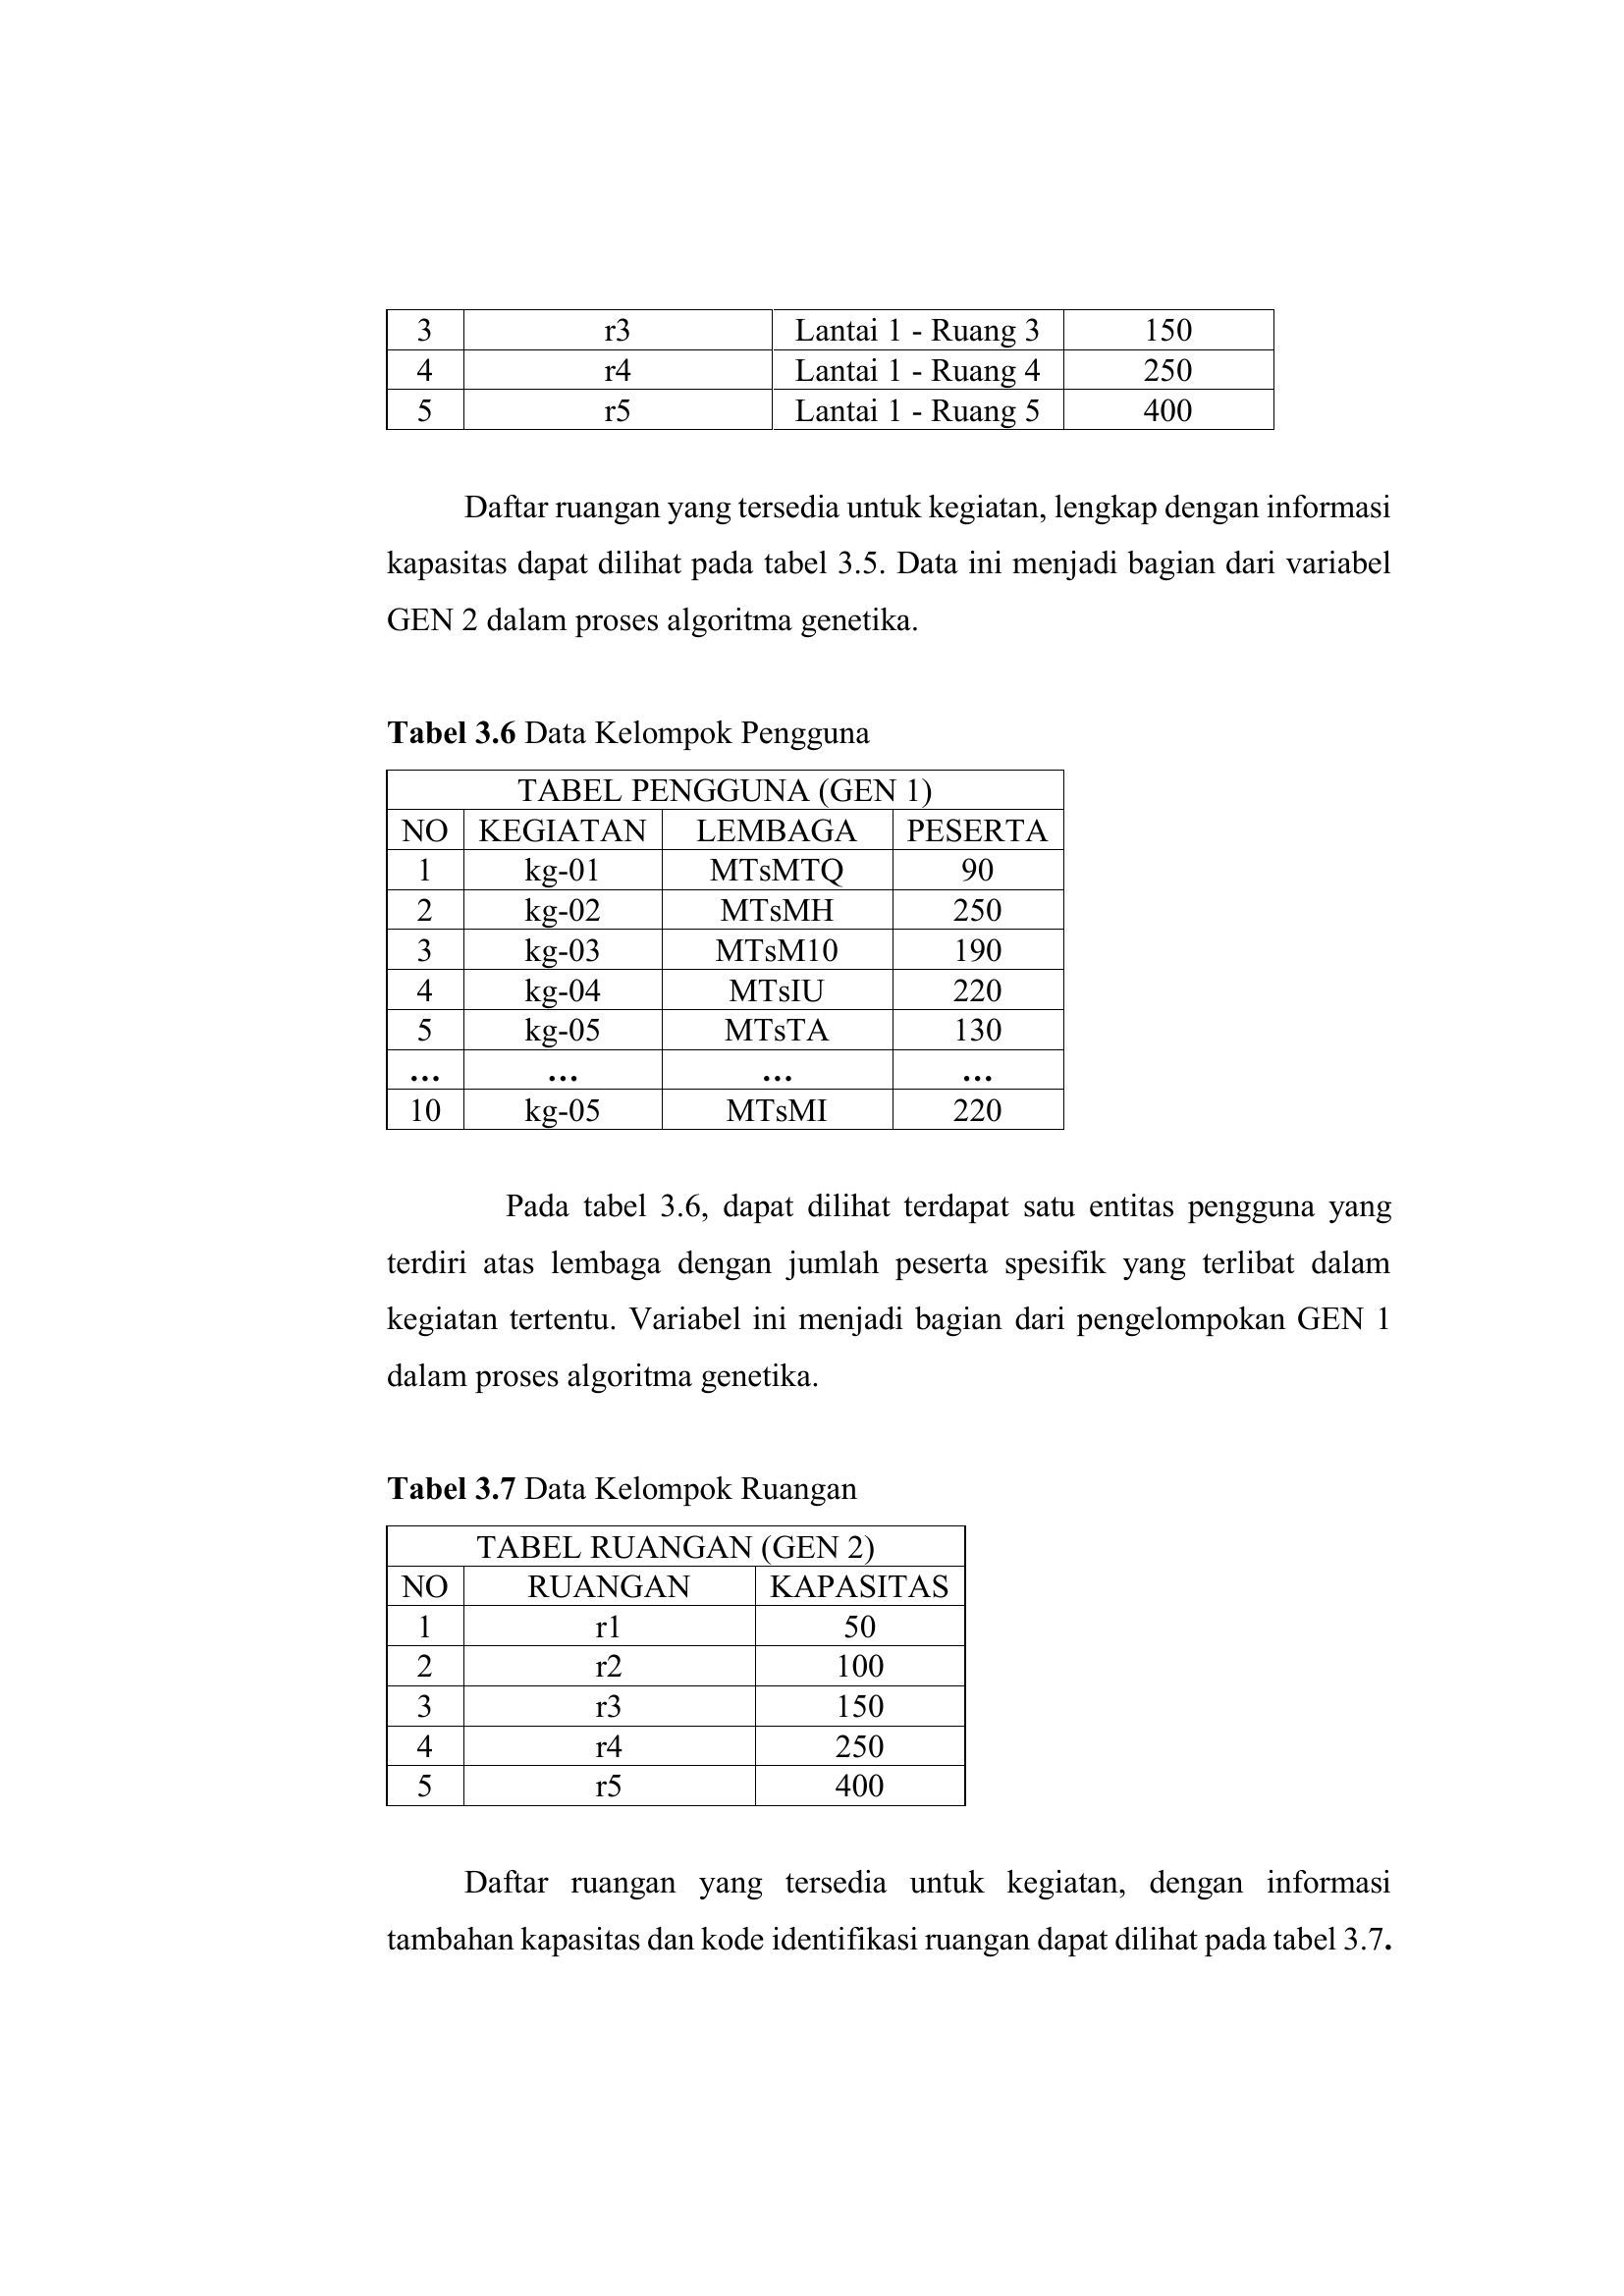 3 r3 Lantai 1 - Ruang 3 150
4 r4 Lantai 1 - Ruang 4 250
5 r5 Lantai 1 - Ruang 5 400
Daftar ruangan yang tersedia untuk kegiatan, lengkap dengan informasi
kapasitas dapat dilihat pada tabel 3.5. Data ini menjadi bagian dari variabel
GEN 2 dalam proses algoritma genetika.
Tabel 3.6 Data Kelompok Pengguna
TABEL PENGGUNA (GEN 1)
NO KEGIATAN LEMBAGA PESERTA
1 kg-01 MTsMTQ 90
2 kg-02 MTsMH 250
3 kg-03 MTsM10 190
4 kg-04 MTsIU 220
5 kg-05 MTsTA 130
... ... ... ...
10 kg-05 MTsMI 220
Pada tabel 3.6, dapat dilihat terdapat satu entitas pengguna yang
terdiri atas lembaga dengan jumlah peserta spesifik yang terlibat dalam
kegiatan tertentu. Variabel ini menjadi bagian dari pengelompokan GEN 1
dalam proses algoritma genetika.
Tabel 3.7 Data Kelompok Ruangan
TABEL RUANGAN (GEN 2)
NO RUANGAN KAPASITAS
1 r1 50
2 r2 100
3 r3 150
4 r4 250
5 r5 400
Daftar ruangan yang tersedia untuk kegiatan, dengan informasi
tambahan kapasitas dan kode identifikasi ruangan dapat dilihat pada tabel 3.7.